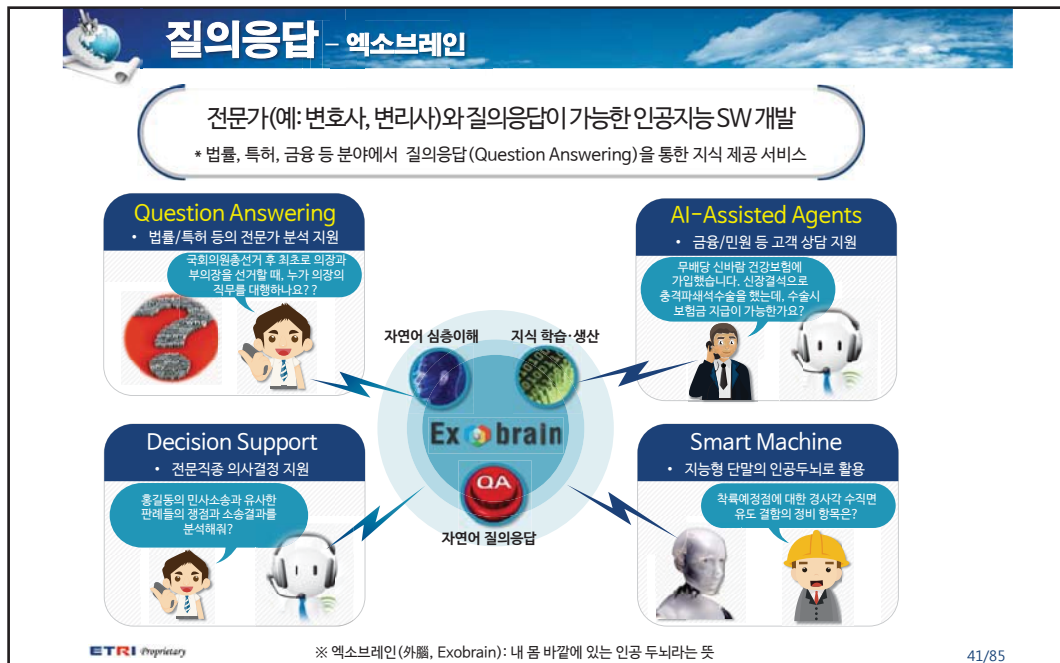 질의응답 – 엑소브레인
전문가(예: 변호사, 변리사)와 질의응답이 가능한 인공지능 SW 개발
* 법률, 특허, 금융 등 분야에서 질의응답(Question Answering)을 통한 지식 제공 서비스
Question Answering
• 법률/특허 등의 전문가 분석 지원
국회의원총선거 후 최초로 의장과
부의장을 선거할 때, 누가 의장의
직무를 대행하나요??
AI-Assisted Agents
• 금융/민원 등 고객 상담 지원
무배당 신바람 건강보험에
가입했습니다. 신장결석으로
충격파쇄석수술을 했는데, 수술시
보험금 지급이 가능한가요?
자연어 심층이해
지식 학습·생산
Exobrain
QA
자연어 질의응답
Decision Support
• 전문직종 의사결정 지원
홍길동의 민사소송과 유사한
판례들의 쟁점과 소송결과를
분석해줘?
Smart Machine
• 지능형 단말의 인공두뇌로 활용
착륙예정점에 대한 경사각 수직면
유도 결함의 정비 항목은?
ETRI Proprietary
※ 엑소브레인(外腦, Exobrain): 내 몸 바깥에 있는 인공 두뇌라는 뜻
41/85